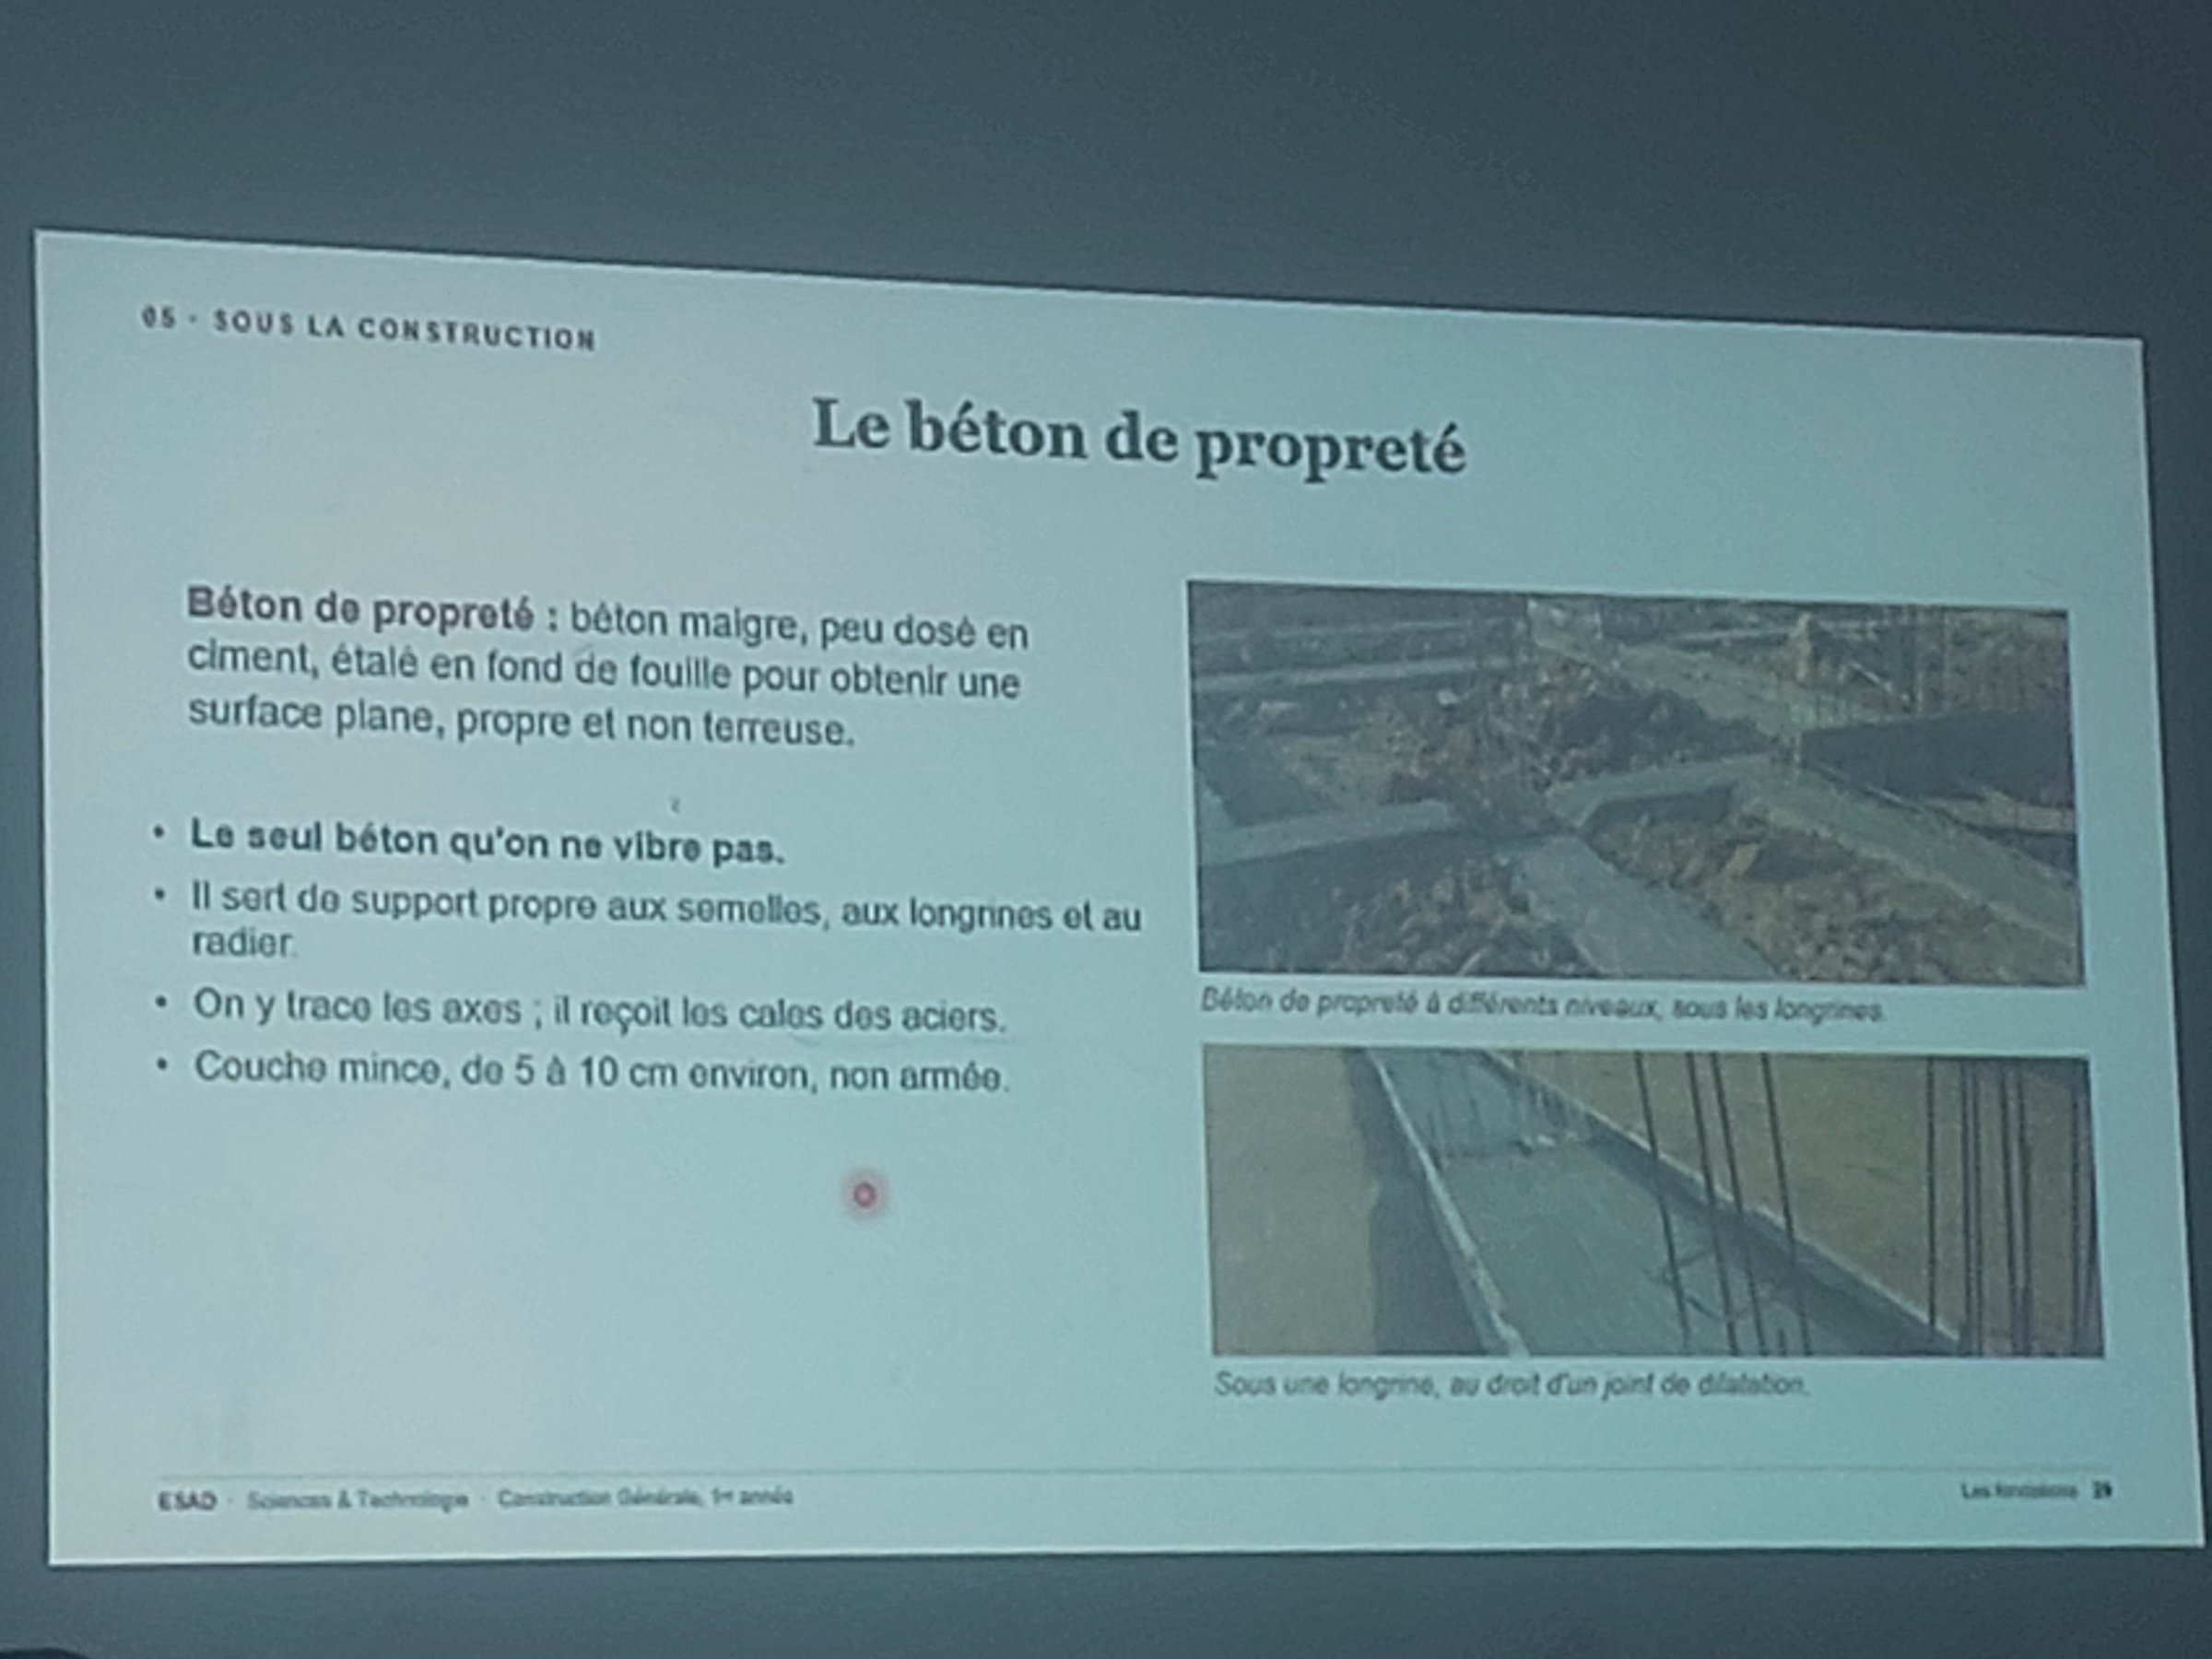 05 · SOUS LA CONSTRUCTION
Le béton de propreté
Béton de propreté : béton maigre, peu dosé en
ciment, étalé en fond de fouille pour obtenir une
surface plane, propre et non terreuse.
• Le seul béton qu'on ne vibre pas.
• Il sert de support propre aux semelles, aux longrines et au
radier.
• On y trace les axes ; il reçoit les cales des aciers.
• Couche mince, de 5 à 10 cm environ, non armée.
Béton de propreté à différents niveaux, sous les longrines.
Sous une longrine, au droit d'un joint de dilatation.
ESAD · Sciences & Technologie · Construction Générale, 1re année
Les fondations